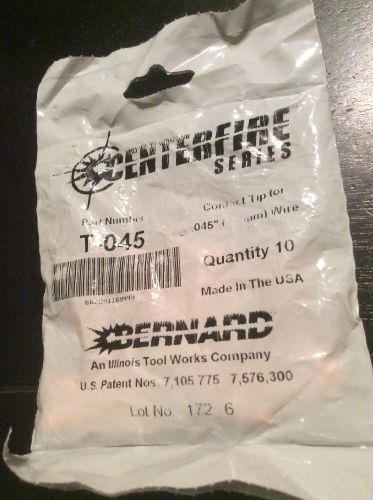 CENTERFIRE
SERIES
Part Number
T-045
Contact Tip for
.045" ( mm) Wire
Quantity 10
Made In The USA
BERNARD
An Illinois Tool Works Company
U.S. Patent Nos. 7,105 775 7,576,300
Lot No. 172 6